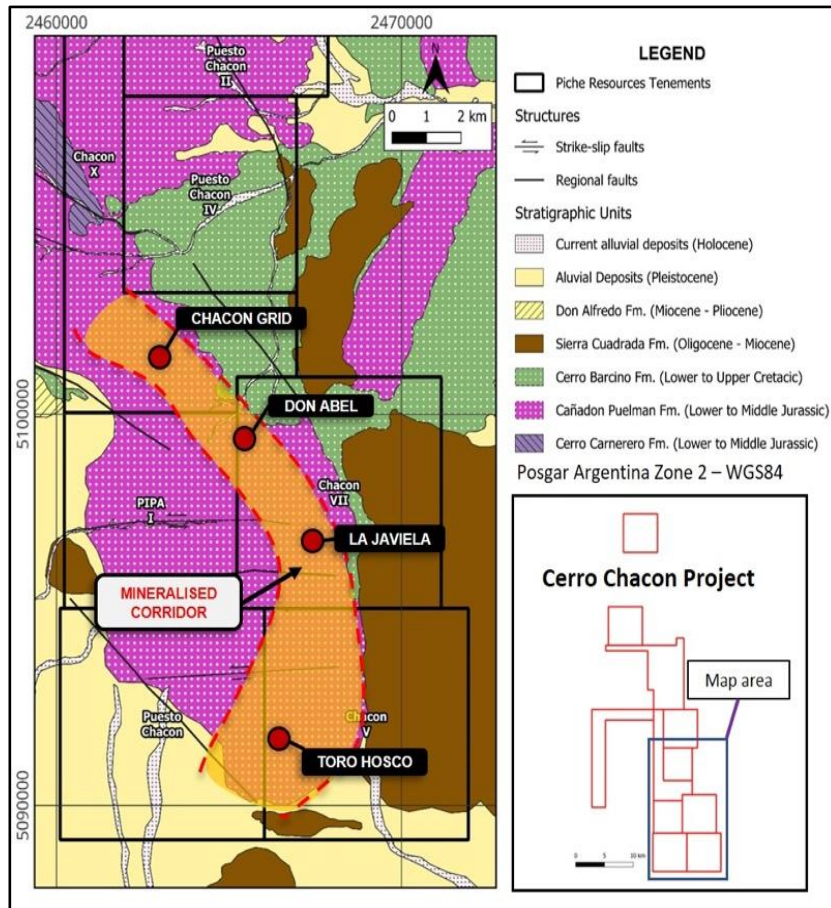 2460000
2470000
Puesto
Chacon
II
N
0 1 2 km
Chacon
X
Puesto
Chacon
IV
CHACON GRID
DON ABEL
5100000
Chacon
VII
PIPA
I
LA JAVIELA
MINERALISED
CORRIDOR
Puesto
Chacon
Chacon
V
TORO HOSCO
5090000
LEGEND
Piche Resources Tenements
Structures
Strike-slip faults
Regional faults
Stratigraphic Units
Current alluvial deposits (Holocene)
Aluvial Deposits (Pleistocene)
Don Alfredo Fm. (Miocene - Pliocene)
Sierra Cuadrada Fm. (Oligocene - Miocene)
Cerro Barcino Fm. (Lower to Upper Cretacic)
Cañadon Puelman Fm. (Lower to Middle Jurassic)
Cerro Carnerero Fm. (Lower to Middle Jurassic)
Posgar Argentina Zone 2 – WGS84
Cerro Chacon Project
Map area
0 5 10 km